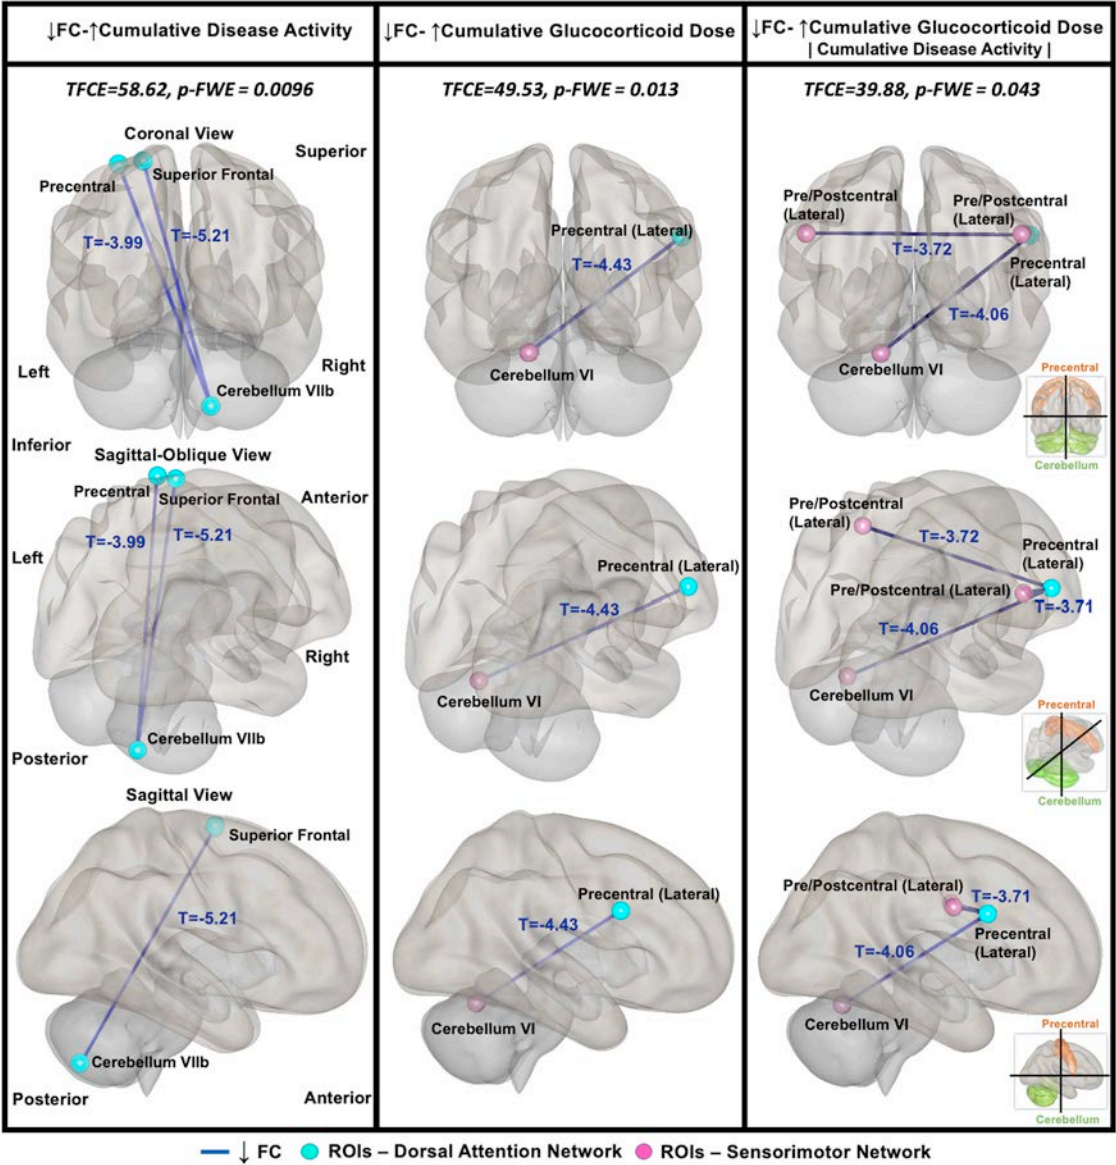 ↓FC-↑Cumulative Disease Activity
↓FC- ↑Cumulative Glucocorticoid Dose
↓FC- ↑Cumulative Glucocorticoid Dose
| Cumulative Disease Activity |
TFCE=58.62, p-FWE = 0.0096
TFCE=49.53, p-FWE = 0.013
TFCE=39.88, p-FWE = 0.043
Coronal View
Superior
Precentral
Superior Frontal
T=-3.99
T=-5.21
Left
Right
Cerebellum VIIb
Inferior
Precentral (Lateral)
T=-4.43
Cerebellum VI
Pre/Postcentral
(Lateral)
Pre/Postcentral
(Lateral)
T=-3.72
Precentral
(Lateral)
T=-4.06
Cerebellum VI
Precentral
Cerebellum
Sagittal-Oblique View
Precentral
Superior Frontal
Anterior
T=-3.99
T=-5.21
Left
Right
Cerebellum VIIb
Posterior
Precentral (Lateral)
T=-4.43
Cerebellum VI
Pre/Postcentral
(Lateral)
T=-3.72
Precentral
(Lateral)
Pre/Postcentral (Lateral)
T=-3.71
T=-4.06
Cerebellum VI
Precentral
Cerebellum
Sagittal View
Superior Frontal
T=-5.21
Cerebellum VIIb
Posterior
Anterior
Precentral (Lateral)
T=-4.43
Cerebellum VI
Pre/Postcentral (Lateral)
T=-3.71
Precentral
(Lateral)
T=-4.06
Cerebellum VI
Precentral
Cerebellum
↓ FC
ROIs – Dorsal Attention Network
ROIs – Sensorimotor Network